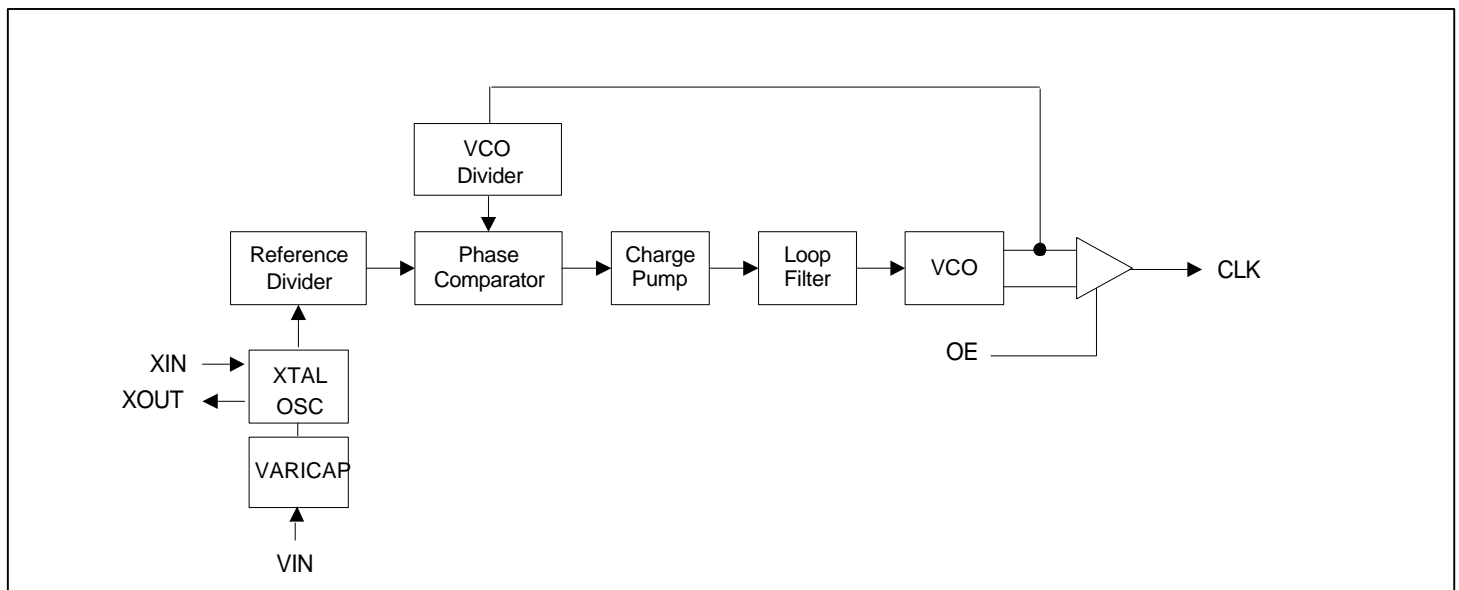 VCO
Divider
Reference
Divider
Phase
Comparator
Charge
Pump
Loop
Filter
VCO
CLK
OE
XIN
XOUT
XTAL
OSC
VARICAP
VIN